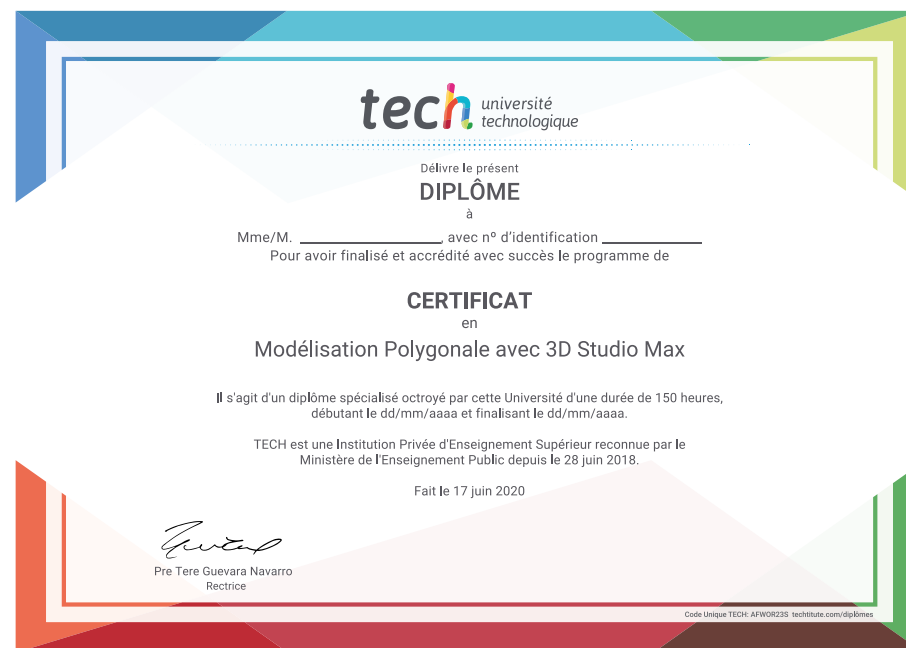 tech université
technologique
Délivre le présent
DIPLÔME
à
Mme/M. ____________________, avec nº d'identification ______________
Pour avoir finalisé et accrédité avec succès le programme de
CERTIFICAT
en
Modélisation Polygonale avec 3D Studio Max
Il s'agit d'un diplôme spécialisé octroyé par cette Université d'une durée de 150 heures,
débutant le dd/mm/aaaa et finalisant le dd/mm/aaaa.
TECH est une Institution Privée d'Enseignement Supérieur reconnue par le
Ministère de l'Enseignement Public depuis le 28 juin 2018.
Fait le 17 juin 2020
Pre Tere Guevara Navarro
Rectrice
Code Unique TECH: AFWOR23S techtitute.com/diplômes